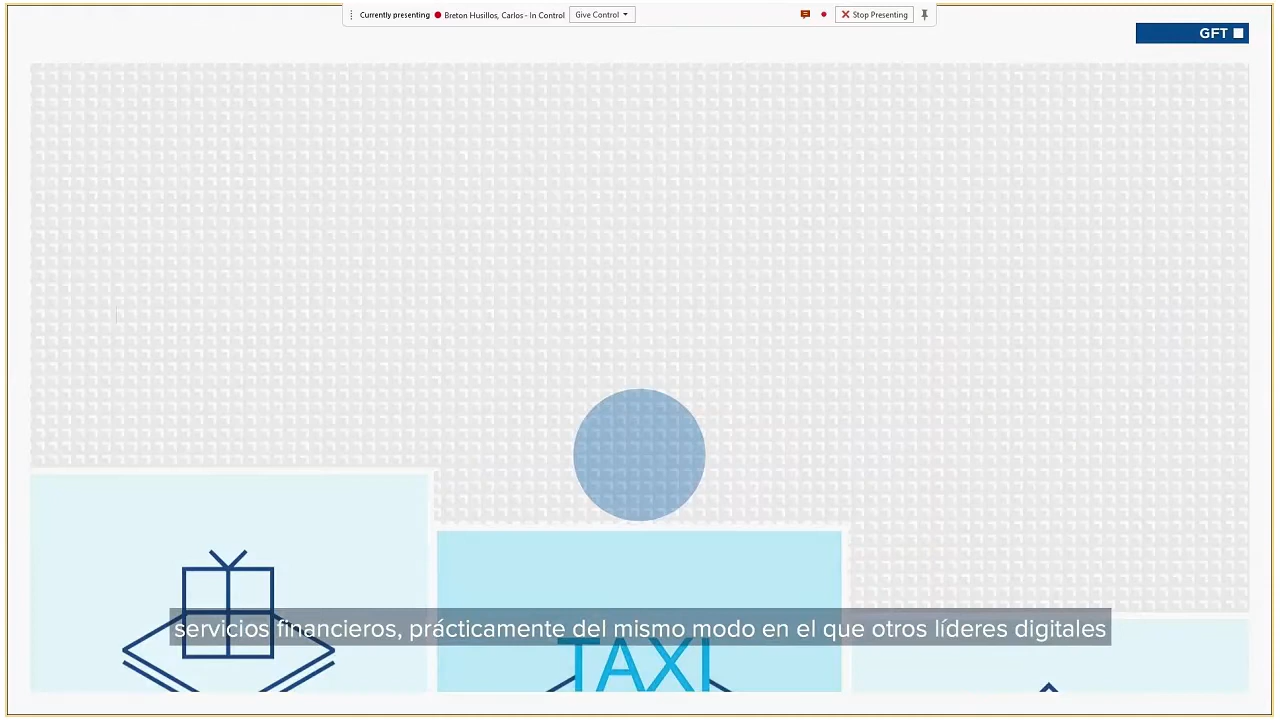 Currently presenting Breton Husillos, Carlos - In Control Give Control Stop Presenting
GFT
servicios financieros, prácticamente del mismo modo en el que otros líderes digitales
TAXI